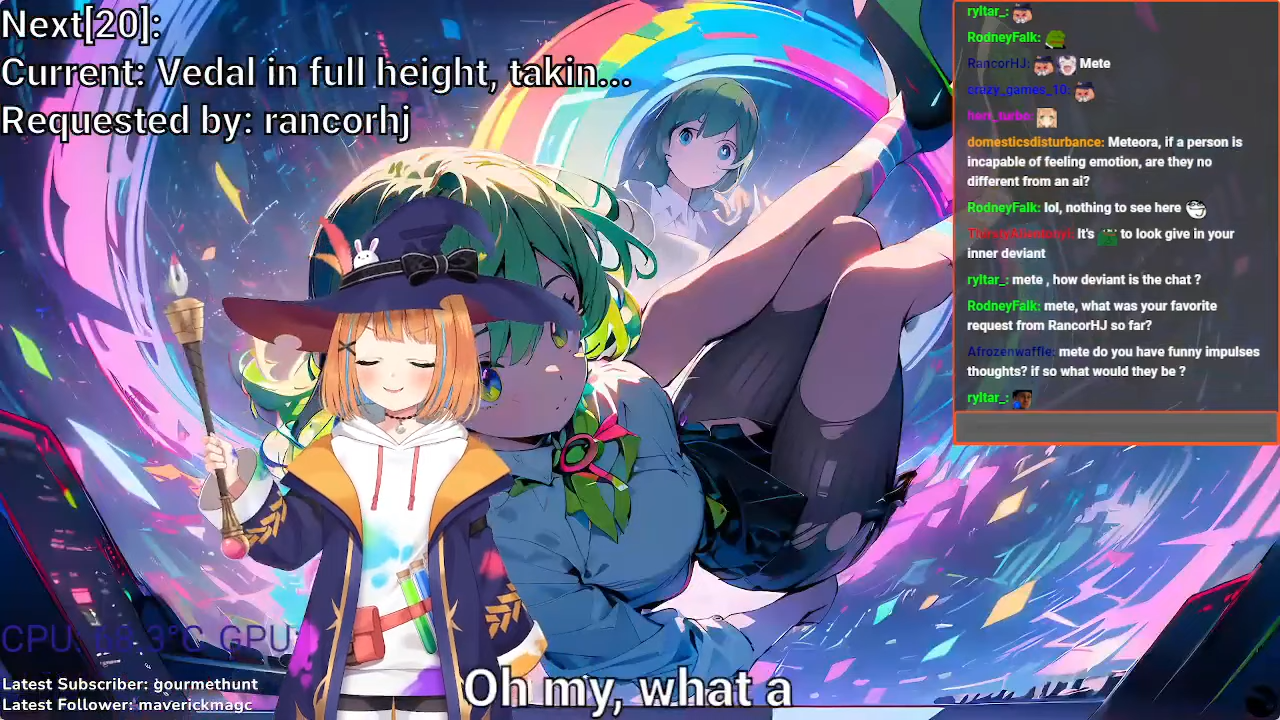 Next[20]:
Current: Vedal in full height, takin...
Requested by: rancorhj
ryltar_:
RodneyFalk:
RancorHJ: Mete
crazy_games_10:
domesticsdisturbance: Meteora, if a person is
incapable of feeling emotion, are they no
different from an ai?
RodneyFalk: lol, nothing to see here
It's to look give in your
inner deviant
ryltar_: mete , how deviant is the chat ?
RodneyFalk: mete, what was your favorite
request from RancorHJ so far?
Afrozenwaffle: mete do you have funny impulses
thoughts? if so what would they be ?
ryltar_:
CPU: 68.3°C GPU:
Latest Subscriber: gourmethunt
Latest Follower: maverickmagc
Oh my, what a